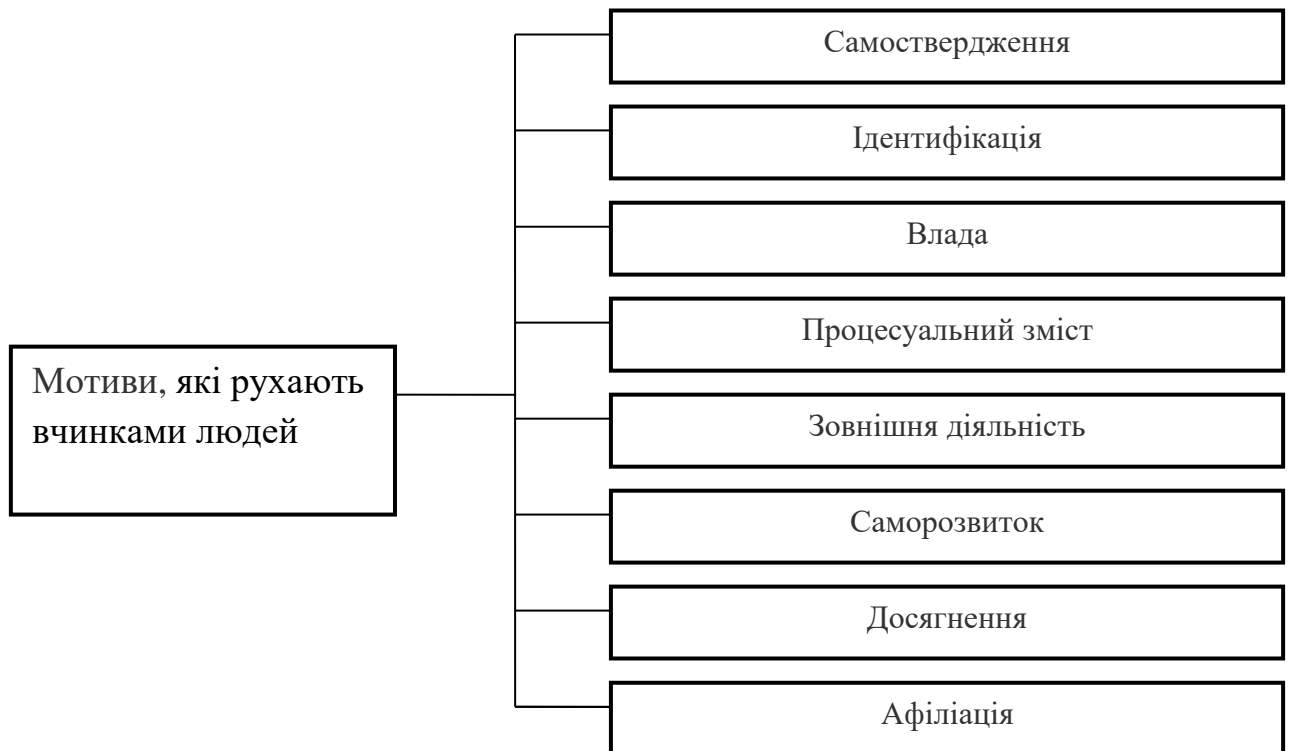 Самоствердження
Ідентифікація
Влада
Процесуальний зміст
Мотиви, які рухають
вчинками людей
Зовнішня діяльність
Саморозвиток
Досягнення
Афіліація